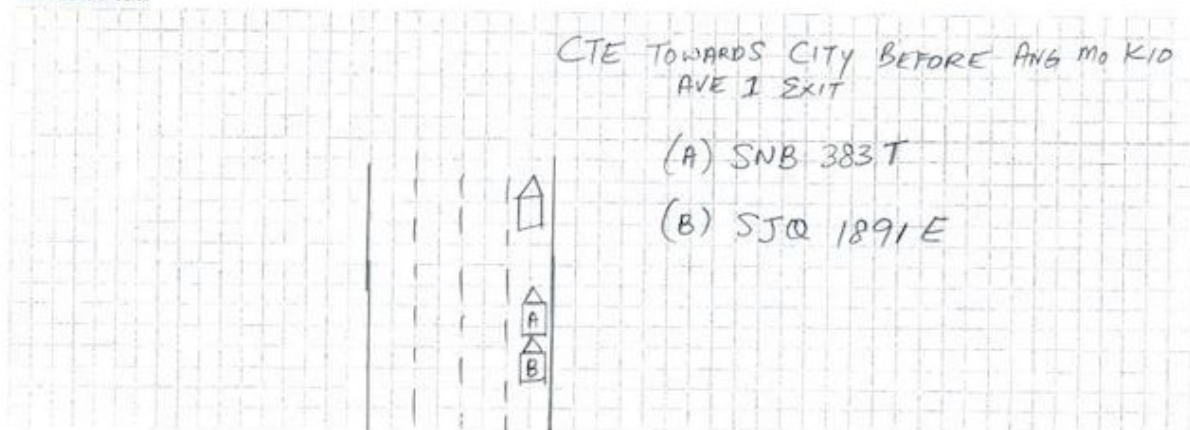 CTE TOWARDS CITY BEFORE ANG MO KIO
AVE 1 EXIT
(A) SNB 383 T
(B) SJQ 1891 E
A
B